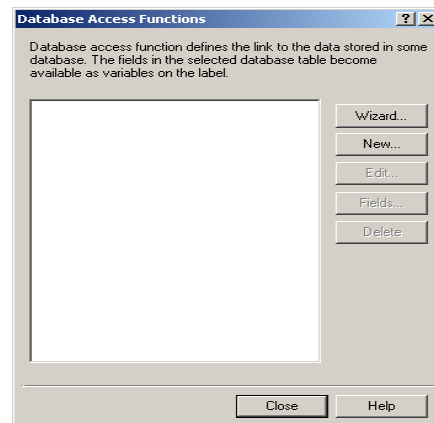 Database Access Functions
Database access function defines the link to the data stored in some
database. The fields in the selected database table become
available as variables on the label.
Wizard...
New...
Edit...
Fields...
Delete
Close Help